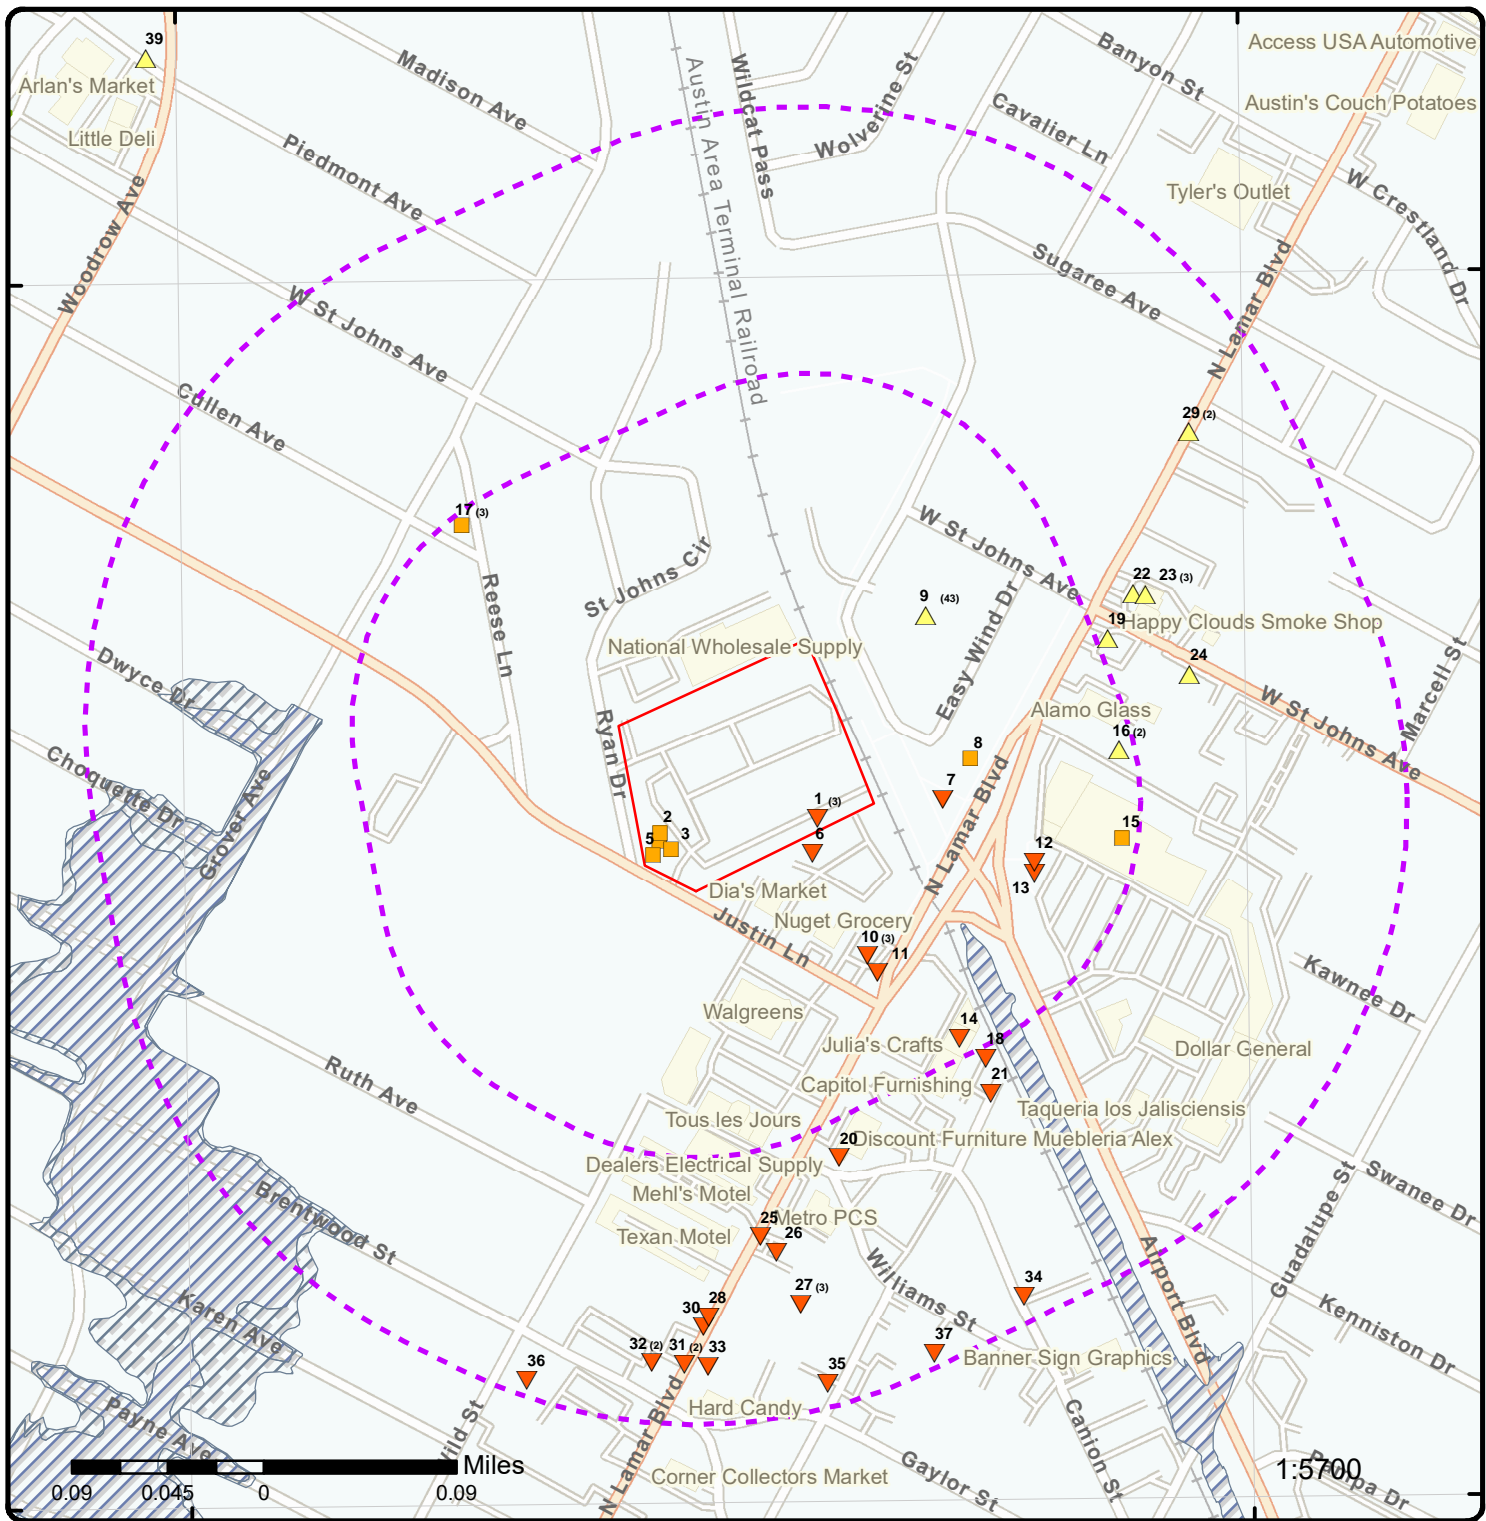 39
Arlan's Market
Little Deli
Madison Ave
Piedmont Ave
Woodrow Ave
W St Johns Ave
Cullen Ave
Austin Area Terminal Railroad
Wildcat Pass
Wolverine St
Cavalier Ln
Banyon St
Access USA Automotive
Austin's Couch Potatoes
Tyler's Outlet
W Crestland Dr
Sugaree Ave
N Lamar Blvd
29 (2)
17 (3)
Reese Ln
St Johns Cir
W St Johns Ave
9 (43)
Easy Wind Dr
22
23 (3)
19
Happy Clouds Smoke Shop
24
National Wholesale Supply
Alamo Glass
16 (2)
W St Johns Ave
Marcell St
Dwyce Dr
Choquette Dr
Grover Ave
Ryan Dr
8
7
1 (3)
2
5
3
6
15
12
13
N Lamar Blvd
Dia's Market
Nuget Grocery
Justin Ln
10 (3)
11
Walgreens
14
Julia's Crafts
18
Capitol Furnishing
21
Kawnee Dr
Dollar General
Ruth Ave
Tous les Jours
Taqueria los Jalisciensis
20
Discount Furniture Muebleria Alex
Dealers Electrical Supply
Mehl's Motel
Metro PCS
Texan Motel
25
26
Brentwood St
Swanee Dr
Guadalupe St
Airport Blvd
Williams St
27 (3)
34
28
30
Karen Ave
Kenniston Dr
32 (2)
31 (2)
33
37
Banner Sign Graphics
36
35
Hard Candy
Payne Ave
N Lamar Blvd
Canion St
Corner Collectors Market
Gaylor St
Miles
1:5700
0.09
0.045
0
0.09